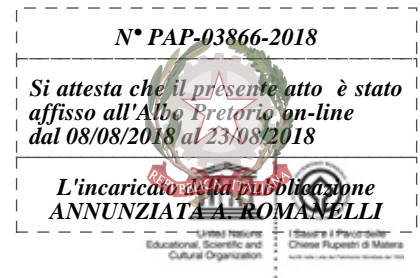 N° PAP-03866-2018
Si attesta che il presente atto è stato
affisso all'Albo Pretorio on-line
dal 08/08/2018 al 23/08/2018
L'incaricato della pubblicazione
ANNUNZIATA A. ROMANELLI
REPVBBLICA ITALIANA
United Nations
Educational, Scientific and
Cultural Organization
I Sassi e il Parco delle
Chiese Rupestri di Matera